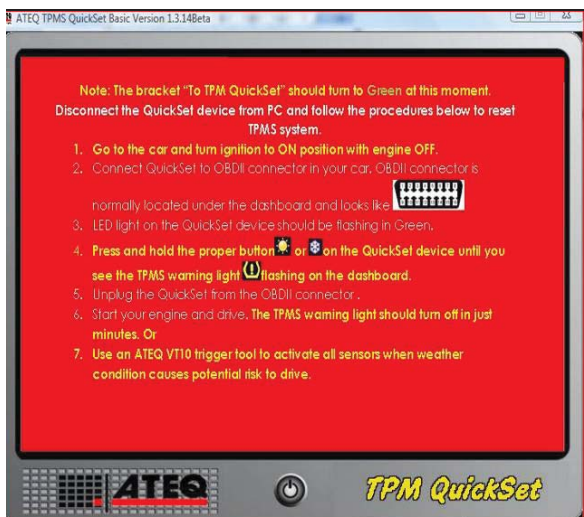 ATEQ TPMS QuickSet Basic Version 1.3.14Beta
Note: The bracket "To TPM QuickSet" should turn to Green at this moment.
Disconnect the QuickSet device from PC and follow the procedures below to reset
TPMS system.
1. Go to the car and turn ignition to ON position with engine OFF.
2. Connect QuickSet to OBDII connector in your car. OBDII connector is
normally located under the dashboard and looks like
3. LED light on the QuickSet device should be flashing in Green.
4. Press and hold the proper button or on the QuickSet device until you
see the TPMS warning light flashing on the dashboard.
5. Unplug the QuickSet from the OBDII connector .
6. Start your engine and drive. The TPMS warning light should turn off in just
minutes. Or
7. Use an ATEQ VT10 trigger tool to activate all sensors when weather
condition causes potential risk to drive.
ATEQ
TPM QuickSet